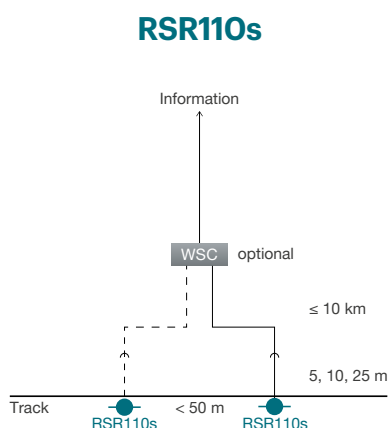 RSR110s
Information
WSC optional
≤ 10 km
5, 10, 25 m
Track < 50 m
RSR110s RSR110s